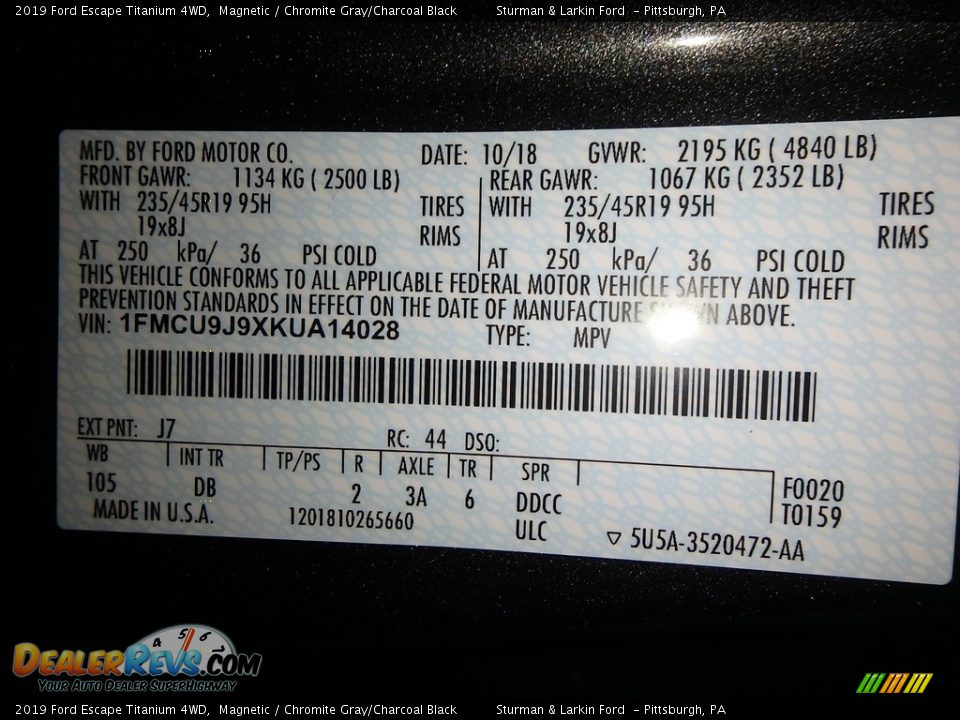 2019 Ford Escape Titanium 4WD, Magnetic / Chromite Gray/Charcoal Black Sturman & Larkin Ford - Pittsburgh, PA
MFD. BY FORD MOTOR CO. DATE: 10/18 GVWR: 2195 KG ( 4840 LB)
FRONT GAWR: 1134 KG ( 2500 LB) REAR GAWR: 1067 KG ( 2352 LB)
WITH 235/45R19 95H TIRES WITH 235/45R19 95H TIRES
19x8J RIMS 19x8J RIMS
AT 250 kPa/ 36 PSI COLD AT 250 kPa/ 36 PSI COLD
THIS VEHICLE CONFORMS TO ALL APPLICABLE FEDERAL MOTOR VEHICLE SAFETY AND THEFT
PREVENTION STANDARDS IN EFFECT ON THE DATE OF MANUFACTURE ABOVE.
VIN: 1FMCU9J9XKUA14028 TYPE: MPV
EXT PNT: J7 RC: 44 DSO:
WB INT TR TP/PS R AXLE TR SPR
105 DB 2 3A 6 DDCC F0020
MADE IN U.S.A. 1201810265660 ULC T0159
5U5A-3520472-AA
4 5 6
DEALERREVS.COM
YOUR AUTO DEALER SUPERHIGHWAY
2019 Ford Escape Titanium 4WD, Magnetic / Chromite Gray/Charcoal Black Sturman & Larkin Ford - Pittsburgh, PA